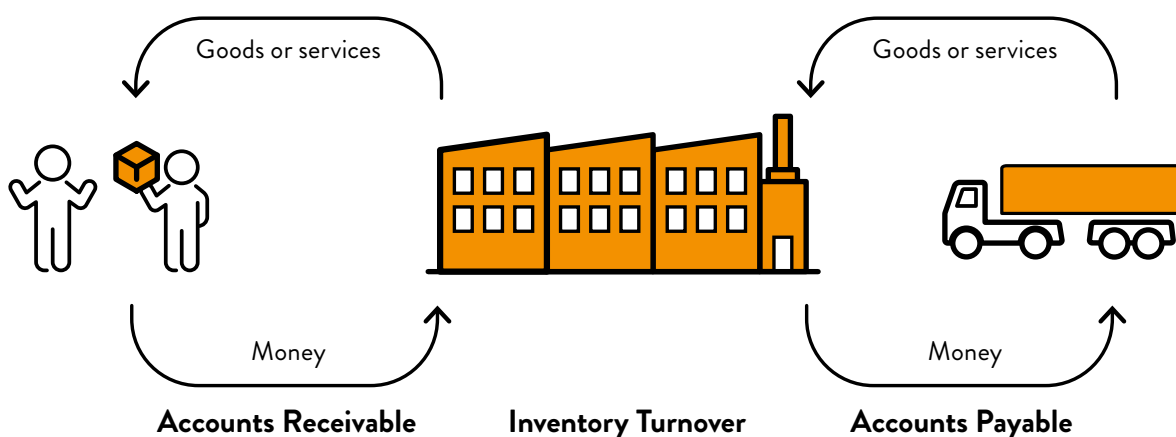 Goods or services
Goods or services
Money
Money
Accounts Receivable
Inventory Turnover
Accounts Payable